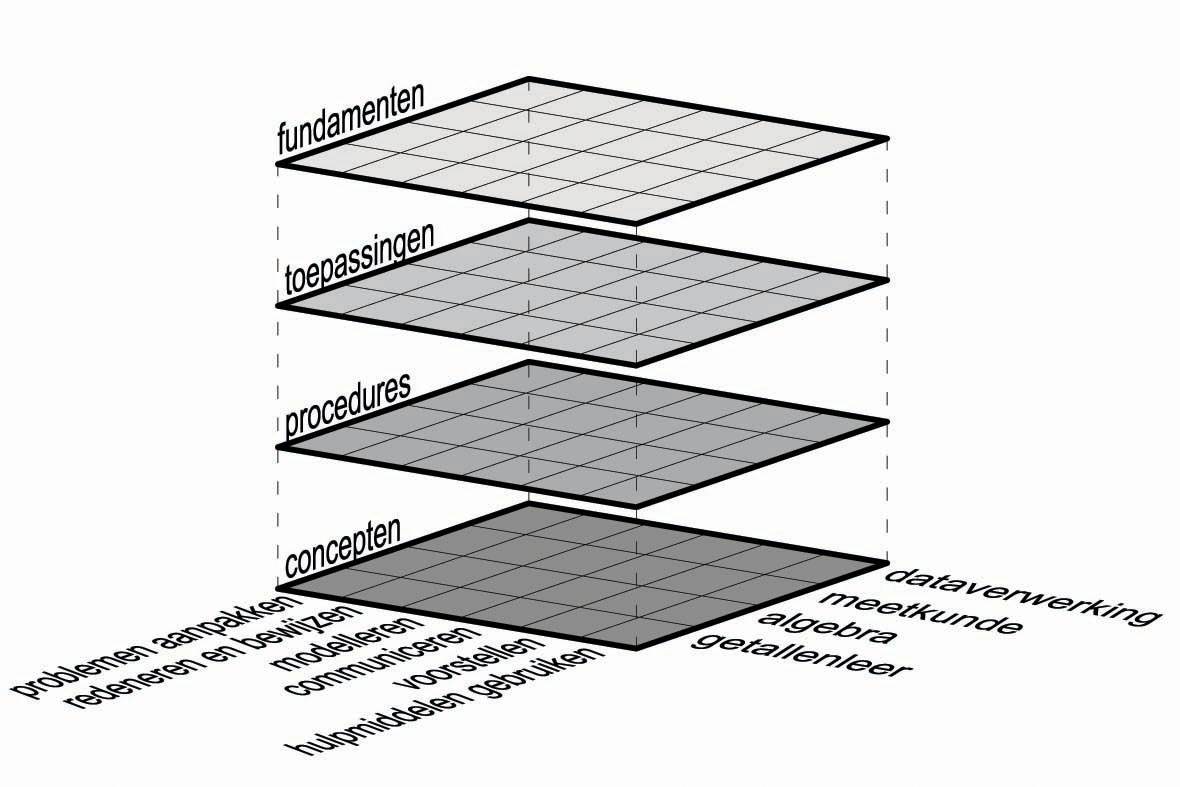 fundamenten
toepassingen
procedures
concepten
problemen aanpakken
redeneren en bewijzen
modelleren
communiceren
voorstellen
hulpmiddelen gebruiken
dataverwerking
meetkunde
algebra
getallenleer